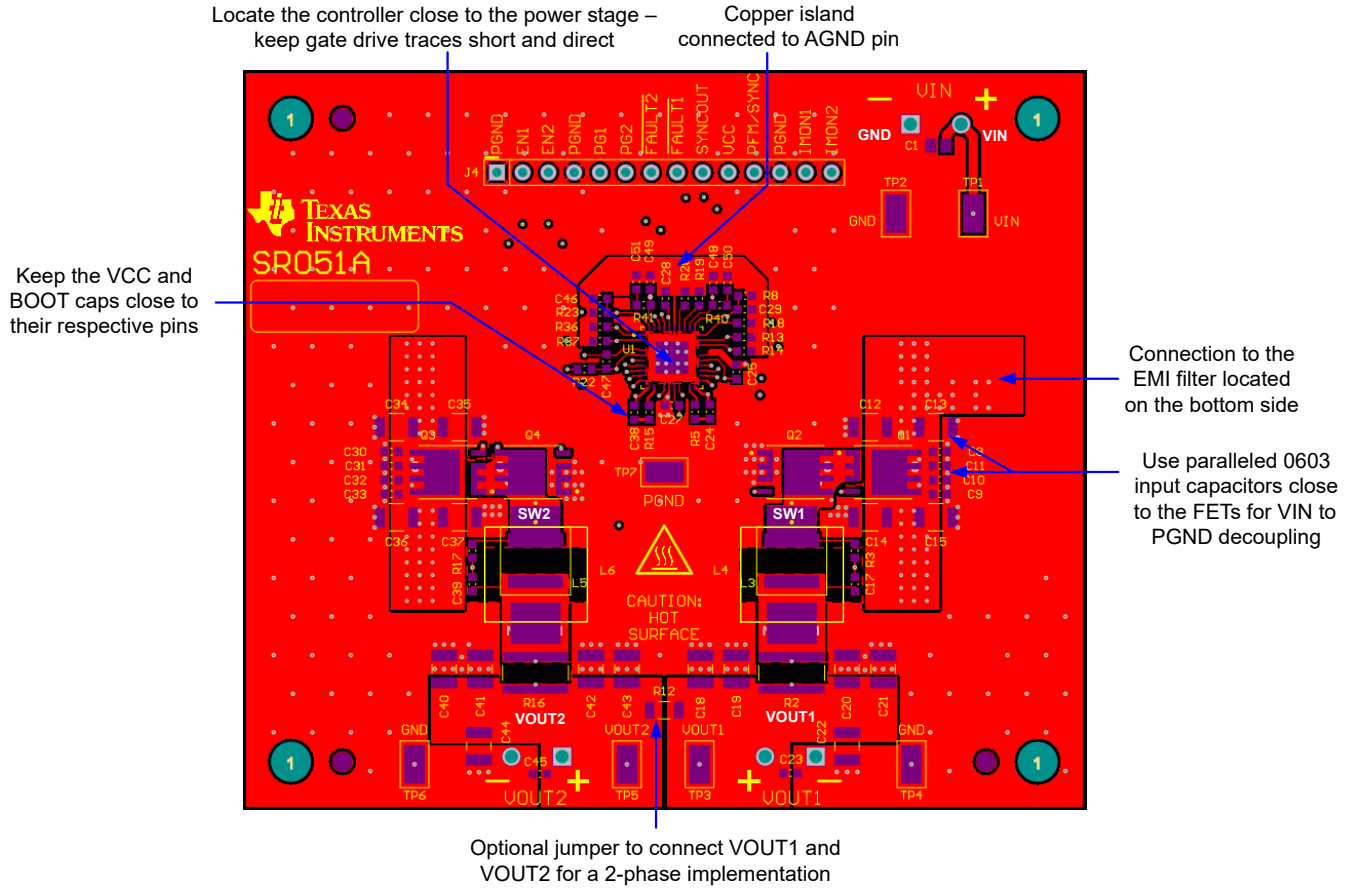 Locate the controller close to the power stage –
keep gate drive traces short and direct
Copper island
connected to AGND pin
PGND
EN1
EN2
PGND
PG1
PG2
FAULT2
FAULT1
SYNCOUT
VCC
PFM/SYNC
PGND
IMON1
IMON2
J4
– VIN +
GND
VIN
C1
TP2
TP1
GND
VIN
1
1
TEXAS
INSTRUMENTS
SR051A
Keep the VCC and
BOOT caps close to
their respective pins
C51
C49
C28
R20
R19
C48
C50
C46
R23
R36
R37
R41
R40
R8
C29
R18
R13
R14
U1
R22
C47
C25
C38
R15
C27
R5
C24
TP7
PGND
Connection to the
EMI filter located
on the bottom side
Use paralleled 0603
input capacitors close
to the FETs for VIN to
PGND decoupling
C34
C35
Q3
Q4
C30
C31
C32
C33
C36
C37
SW2
R17
C39
L6
L5
C12
C13
Q2
Q1
C8
C11
C10
C9
C14
C15
SW1
R3
C17
L4
L3
CAUTION:
HOT
SURFACE
C40
C41
R16
C42
C43
R12
C18
C19
R2
C20
C21
VOUT2
VOUT1
GND
C44
VOUT2
VOUT1
C22
GND
C45
C23
1
1
TP6
– +
VOUT2
TP5
TP3
+ –
VOUT1
TP4
Optional jumper to connect VOUT1 and
VOUT2 for a 2-phase implementation